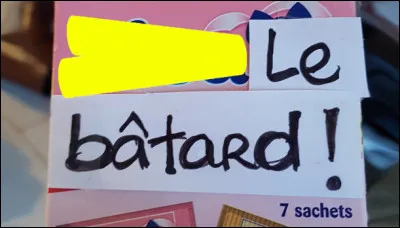 Le
bâtard !
7 sachets